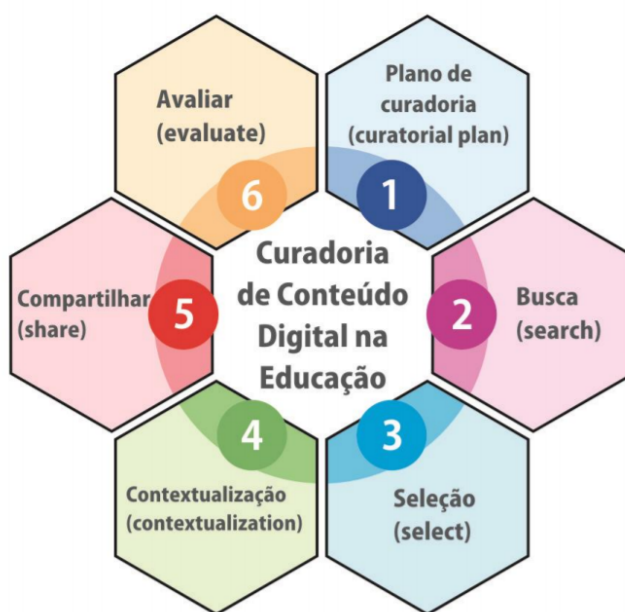 Curadoria
de Conteúdo
Digital na
Educação
1
Plano de
curadoria
(curatorial plan)
2
Busca
(search)
3
Seleção
(select)
4
Contextualização
(contextualization)
5
Compartilhar
(share)
6
Avaliar
(evaluate)